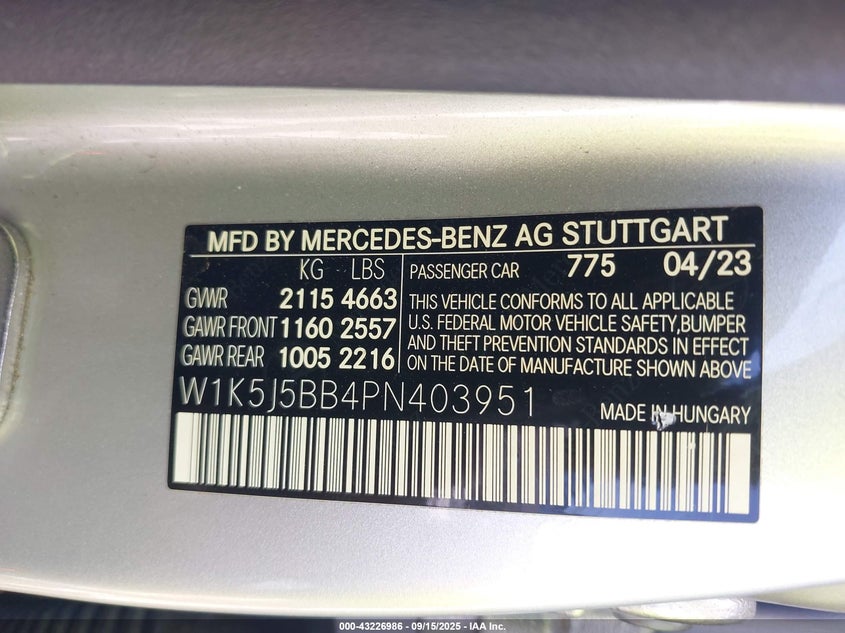 MFD BY MERCEDES-BENZ AG STUTTGART
KG LBS
GVWR 2115 4663
GAWR FRONT 1160 2557
GAWR REAR 1005 2216
PASSENGER CAR 775 04/23
THIS VEHICLE CONFORMS TO ALL APPLICABLE
U.S. FEDERAL MOTOR VEHICLE SAFETY,BUMPER
AND THEFT PREVENTION STANDARDS IN EFFECT
ON THE DATE OF MANUFACTURE SHOWN ABOVE
W1K5J5BB4PN403951
MADE IN HUNGARY
000-43226986 - 09/15/2025 - IAA Inc.